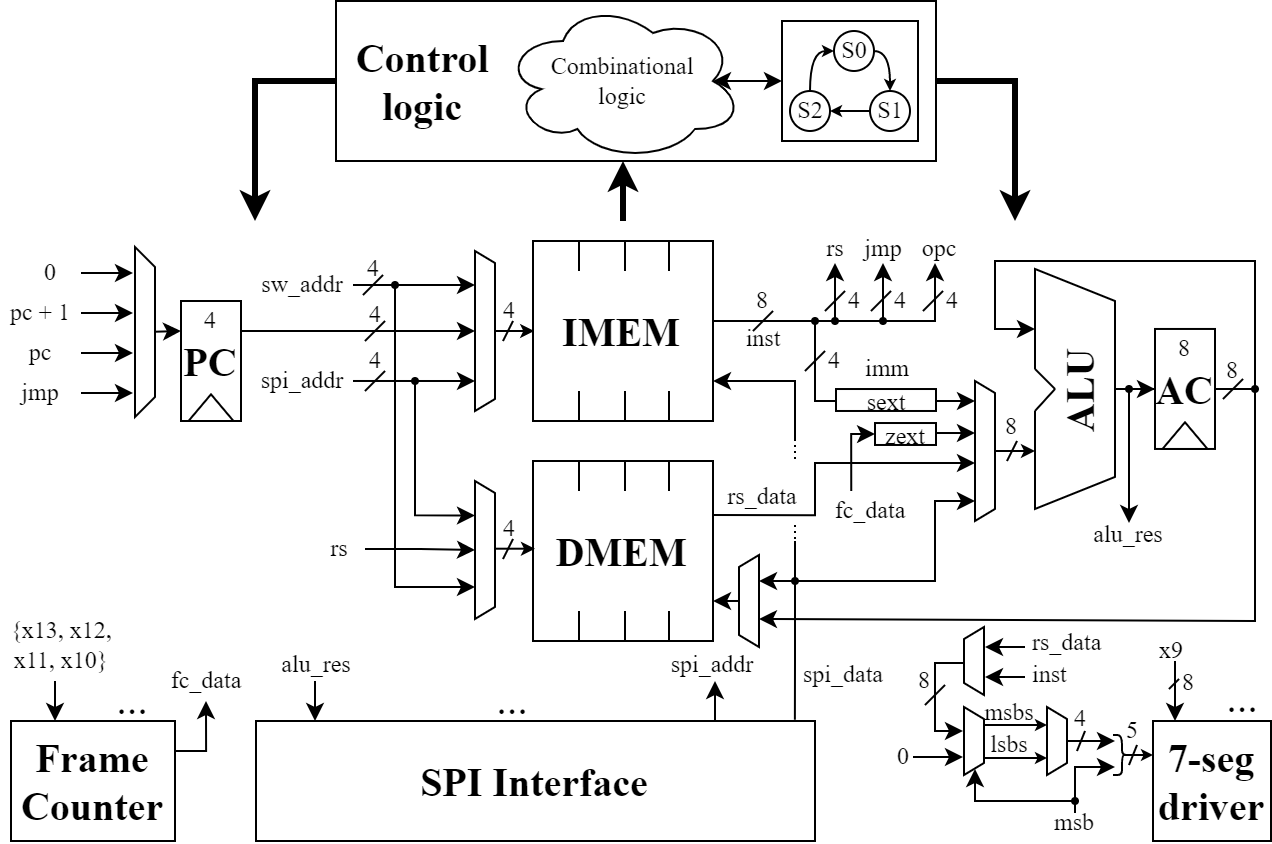 Control
logic
Combinational
logic
S0
S2
S1
0
pc + 1
pc
jmp
4
PC
sw_addr
4
4
spi_addr
4
4
IMEM
8
inst
rs
jmp
opc
4
4
4
4
imm
sext
zext
fc_data
8
ALU
8
AC
8
alu_res
rs
4
DMEM
rs_data
{x13, x12,
x11, x10}
fc_data
...
Frame
Counter
alu_res
...
spi_addr
spi_data
SPI Interface
rs_data
inst
8
0
msbs
lsbs
4
5
msb
x9
8
...
7-seg
driver